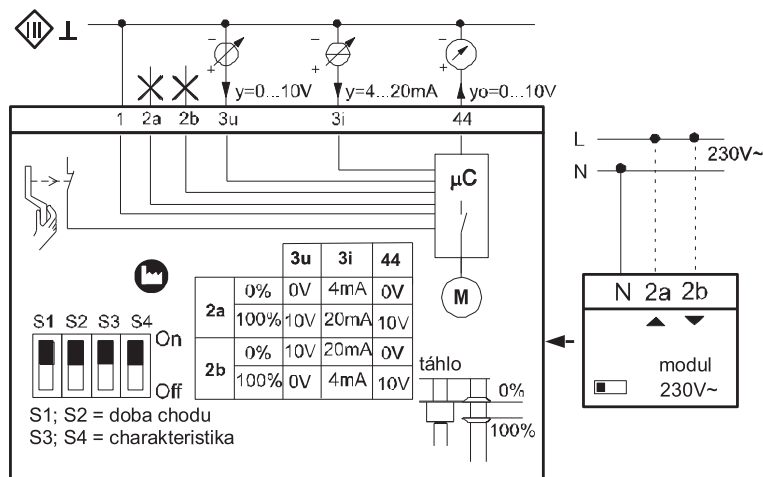 y=0...10V y=4...20mA yo=0...10V
1 2a 2b 3u 3i 44
L
230V~
N
µC
M
3u 3i 44
2a 0% 0V 4mA 0V
100% 10V 20mA 10V
2b 0% 10V 20mA 0V
100% 0V 4mA 10V
S1 S2 S3 S4
On
Off
S1; S2 = doba chodu
S3; S4 = charakteristika
táhlo
0%
100%
N 2a 2b
modul
230V~